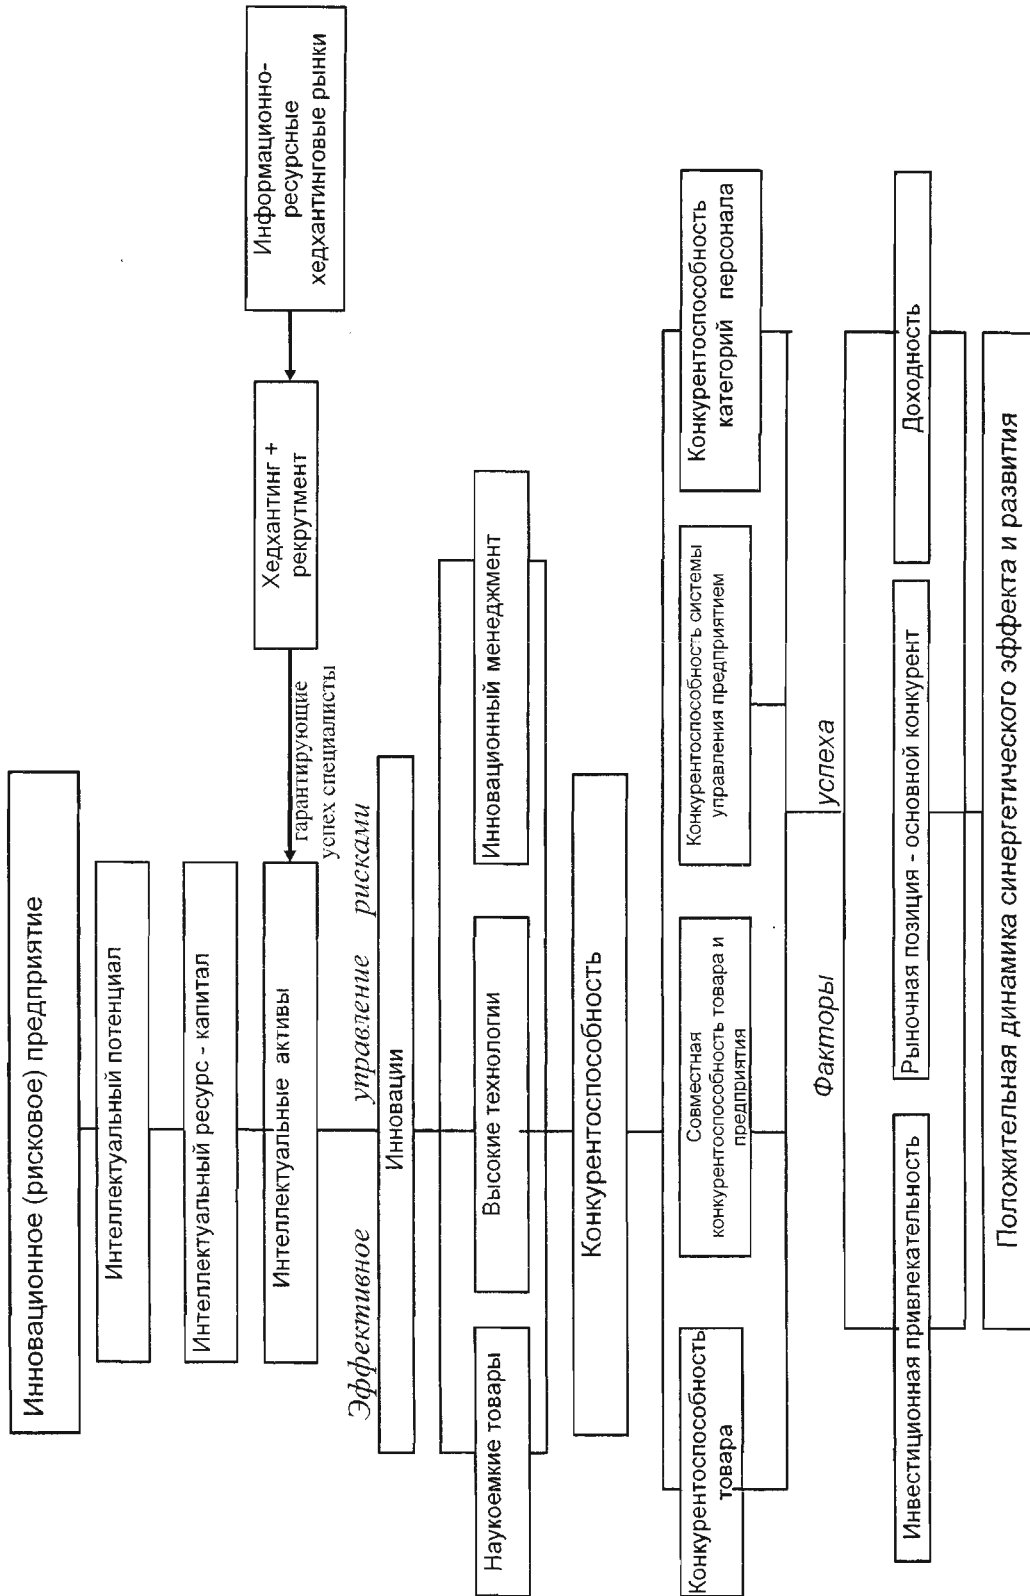 Инновационное (рисковое) предприятие
Интеллектуальный потенциал
Интеллектуальный ресурс - капитал
Интеллектуальные активы
гарантирующие
успех специалисты
Хедхантинг +
рекрутмент
Информационно-
ресурсные
хедхантинговые рынки
Эффективное управление рисками
Инновации
Наукоемкие товары
Высокие технологии
Инновационный менеджмент
Конкурентоспособность
Конкурентоспособность
товара
Совместная
конкурентоспособность товара и
предприятия
Конкурентоспособность системы
управления предприятием
Конкурентоспособность
категорий персонала
Факторы успеха
Инвестиционная привлекательность
Рыночная позиция - основной конкурент
Доходность
Положительная динамика синергетического эффекта и развития